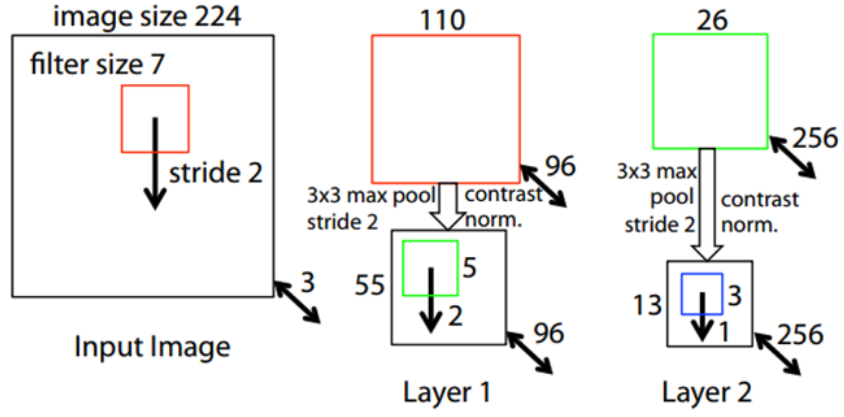 image size 224
filter size 7
stride 2
3
Input Image
110
96
3x3 max pool
stride 2
contrast
norm.
55
5
2
96
Layer 1
26
256
3x3 max
pool
stride 2
contrast
norm.
13
3
1
256
Layer 2